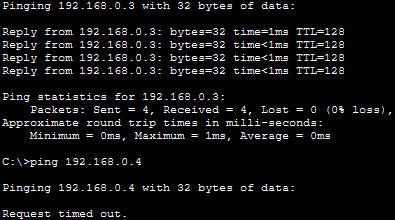 Pinging 192.168.0.3 with 32 bytes of data:
Reply from 192.168.0.3: bytes=32 time=1ms TTL=128
Reply from 192.168.0.3: bytes=32 time<1ms TTL=128
Reply from 192.168.0.3: bytes=32 time<1ms TTL=128
Reply from 192.168.0.3: bytes=32 time<1ms TTL=128
Ping statistics for 192.168.0.3:
Packets: Sent = 4, Received = 4, Lost = 0 (0% loss),
Approximate round trip times in milli-seconds:
Minimum = 0ms, Maximum = 1ms, Average = 0ms
C:\>ping 192.168.0.4
Pinging 192.168.0.4 with 32 bytes of data:
Request timed out.